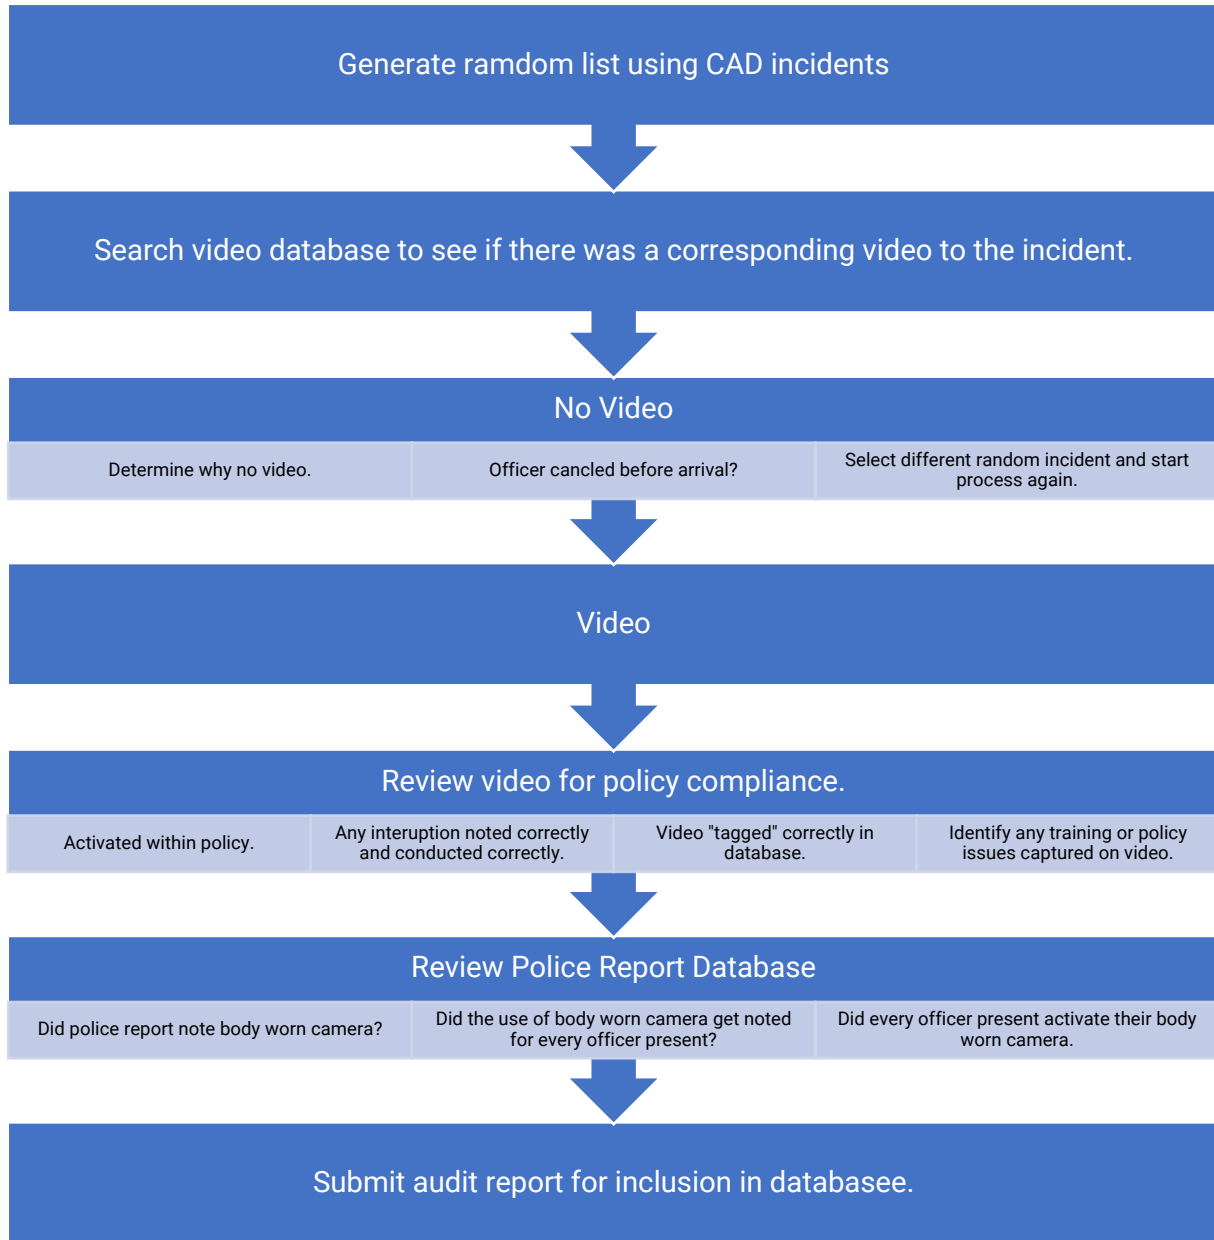 Generate ramdom list using CAD incidents
Search video database to see if there was a corresponding video to the incident.
No Video
Determine why no video.
Officer cancled before arrival?
Select different random incident and start
process again.
Video
Review video for policy compliance.
Activated within policy.
Any interuption noted correctly
and conducted correctly.
Video "tagged" correctly in
database.
Identify any training or policy
issues captured on video.
Review Police Report Database
Did police report note body worn camera?
Did the use of body worn camera get noted
for every officer present?
Did every officer present activate their body
worn camera.
Submit audit report for inclusion in databasee.